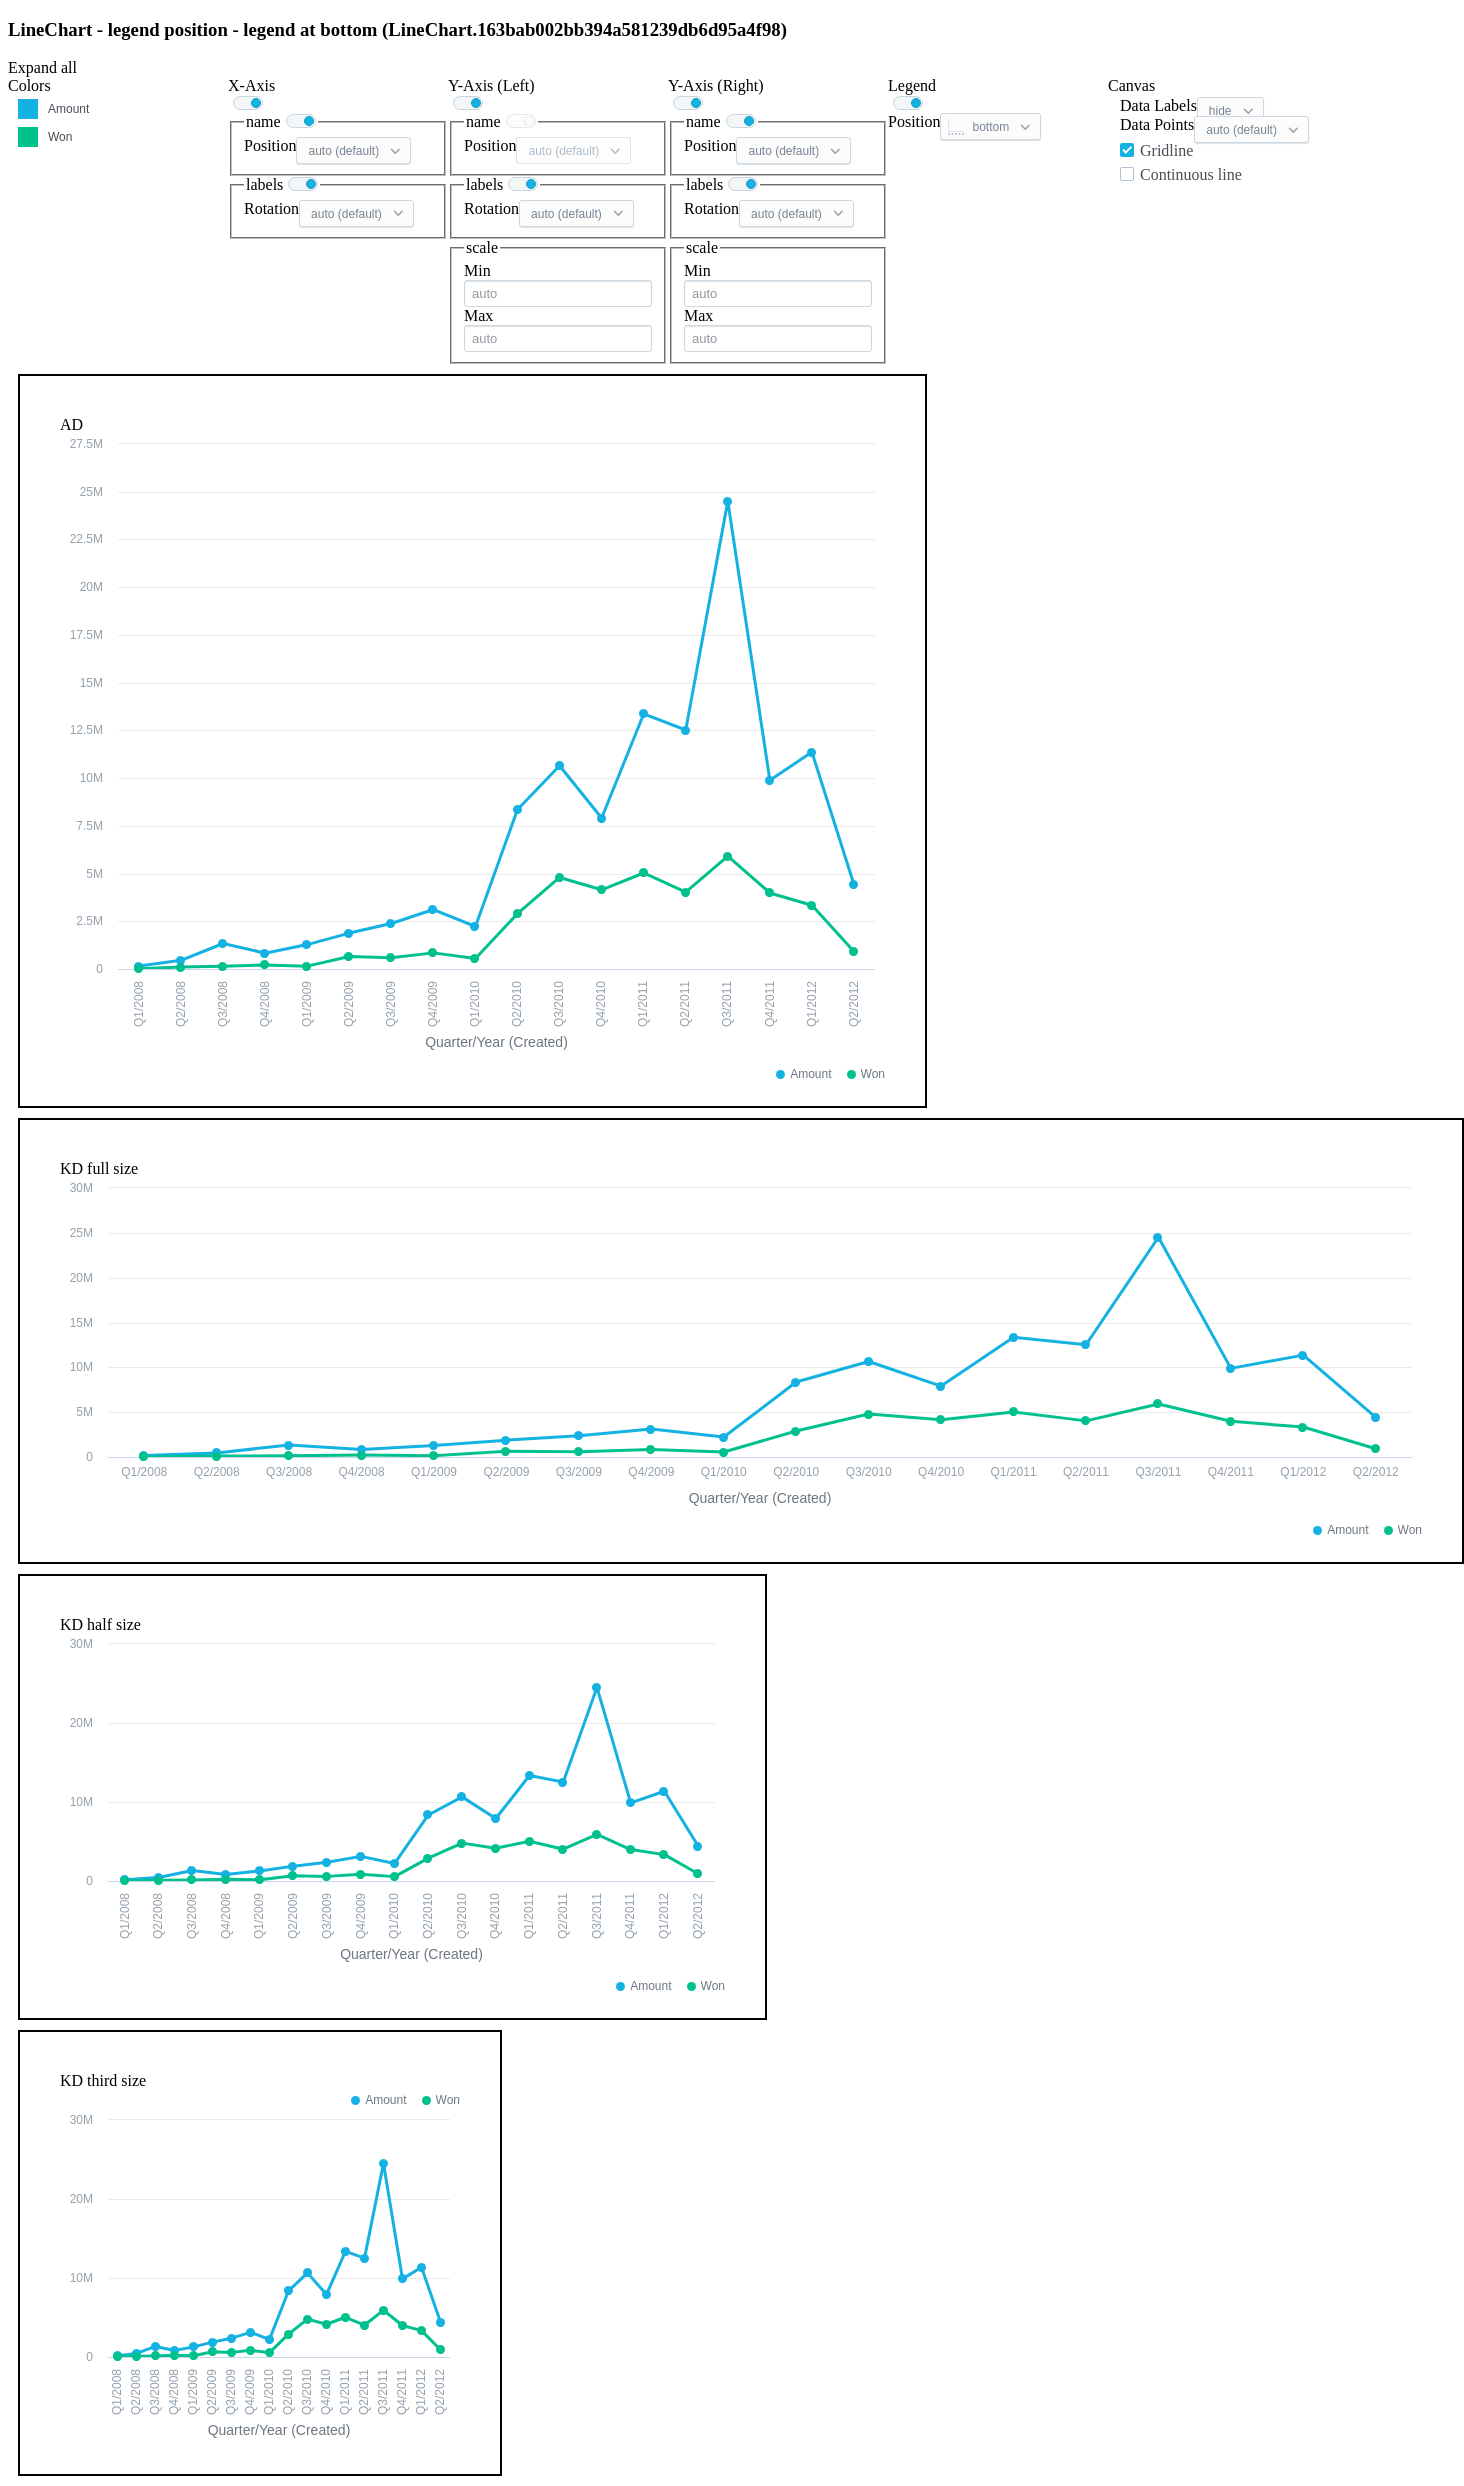 LineChart - legend position - legend at bottom (LineChart.163bab002bb394a581239db6d95a4f98)
Expand all
Colors
Amount
Won
X-Axis
name
Position auto (default)
labels
Rotation auto (default)
Y-Axis (Left)
name
Position auto (default)
labels
Rotation auto (default)
scale
Min
auto
Max
auto
Y-Axis (Right)
name
Position auto (default)
labels
Rotation auto (default)
scale
Min
auto
Max
auto
Legend
Position bottom
Canvas
Data Labels hide
Data Points auto (default)
Gridline
Continuous line
AD
27.5M
25M
22.5M
20M
17.5M
15M
12.5M
10M
7.5M
5M
2.5M
0
Q1/2008 Q2/2008 Q3/2008 Q4/2008 Q1/2009 Q2/2009 Q3/2009 Q4/2009 Q1/2010 Q2/2010 Q3/2010 Q4/2010 Q1/2011 Q2/2011 Q3/2011 Q4/2011 Q1/2012 Q2/2012
Quarter/Year (Created)
Amount Won
KD full size
30M
25M
20M
15M
10M
5M
0
Q1/2008 Q2/2008 Q3/2008 Q4/2008 Q1/2009 Q2/2009 Q3/2009 Q4/2009 Q1/2010 Q2/2010 Q3/2010 Q4/2010 Q1/2011 Q2/2011 Q3/2011 Q4/2011 Q1/2012 Q2/2012
Quarter/Year (Created)
Amount Won
KD half size
30M
20M
10M
0
Q1/2008 Q2/2008 Q3/2008 Q4/2008 Q1/2009 Q2/2009 Q3/2009 Q4/2009 Q1/2010 Q2/2010 Q3/2010 Q4/2010 Q1/2011 Q2/2011 Q3/2011 Q4/2011 Q1/2012 Q2/2012
Quarter/Year (Created)
Amount Won
KD third size
Amount Won
30M
20M
10M
0
Q1/2008 Q2/2008 Q3/2008 Q4/2008 Q1/2009 Q2/2009 Q3/2009 Q4/2009 Q1/2010 Q2/2010 Q3/2010 Q4/2010 Q1/2011 Q2/2011 Q3/2011 Q4/2011 Q1/2012 Q2/2012
Quarter/Year (Created)